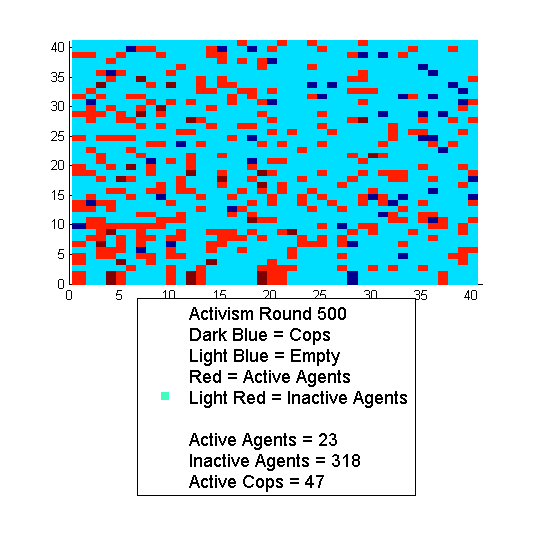 40
35
30
25
20
15
10
5
0
0 5 10 15 20 25 30 35 40
Activism Round 500
Dark Blue = Cops
Light Blue = Empty
Red = Active Agents
Light Red = Inactive Agents
Active Agents = 23
Inactive Agents = 318
Active Cops = 47